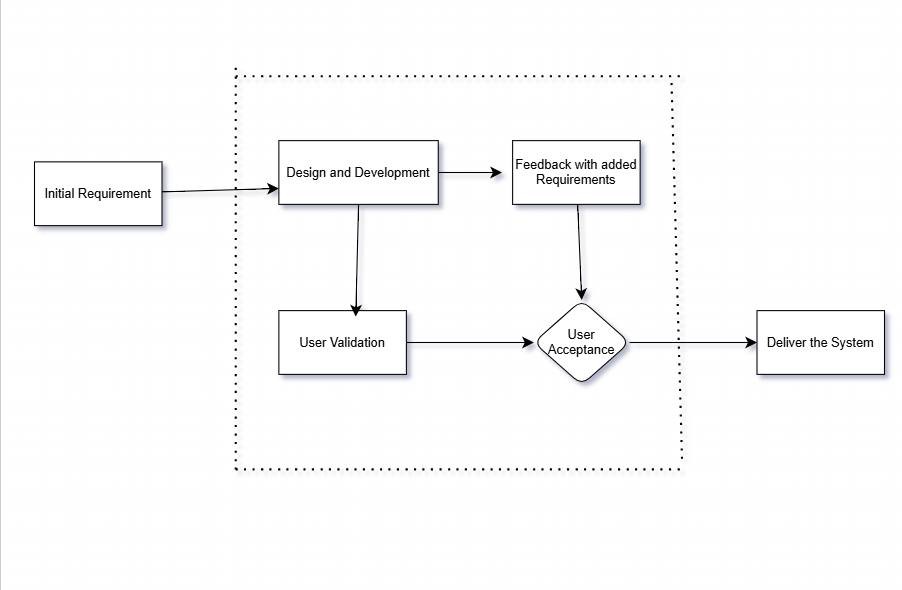 Initial Requirement
Design and Development
Feedback with added
Requirements
User Validation
User
Acceptance
Deliver the System